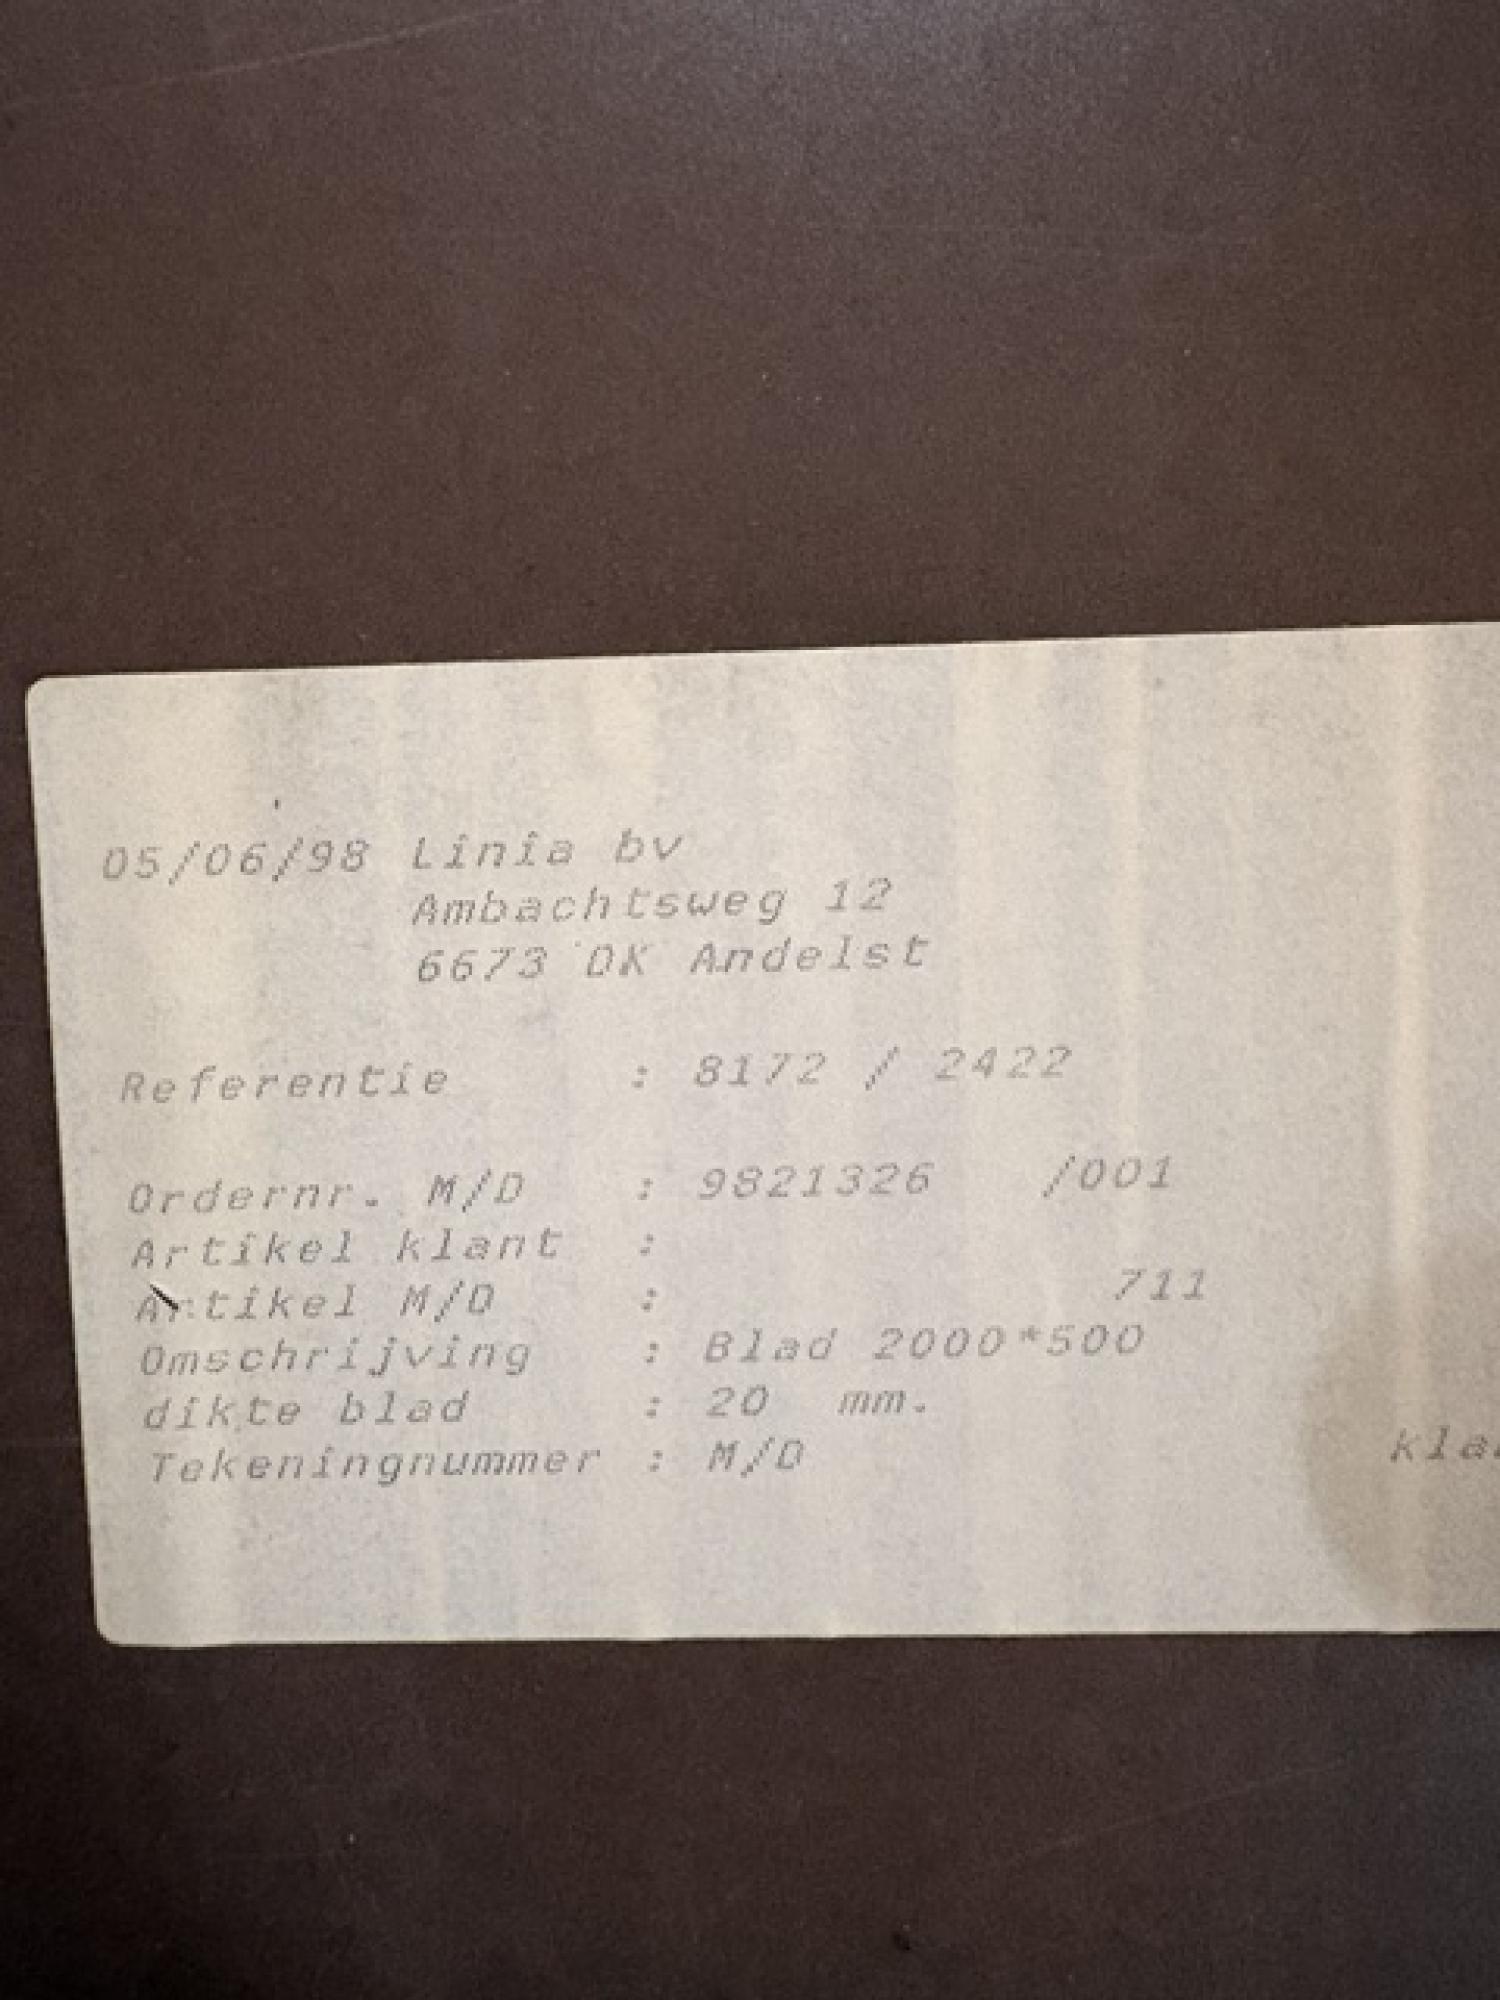 05/06/98 Linia bv
Ambachtsweg 12
6673 DK Andelst
Referentie : 8172 / 2422
Ordernr. M/D : 9821326 /001
Artikel klant :
Artikel M/D : 711
Omschrijving : Blad 2000*500
dikte blad : 20 mm.
Tekeningnummer : M/D